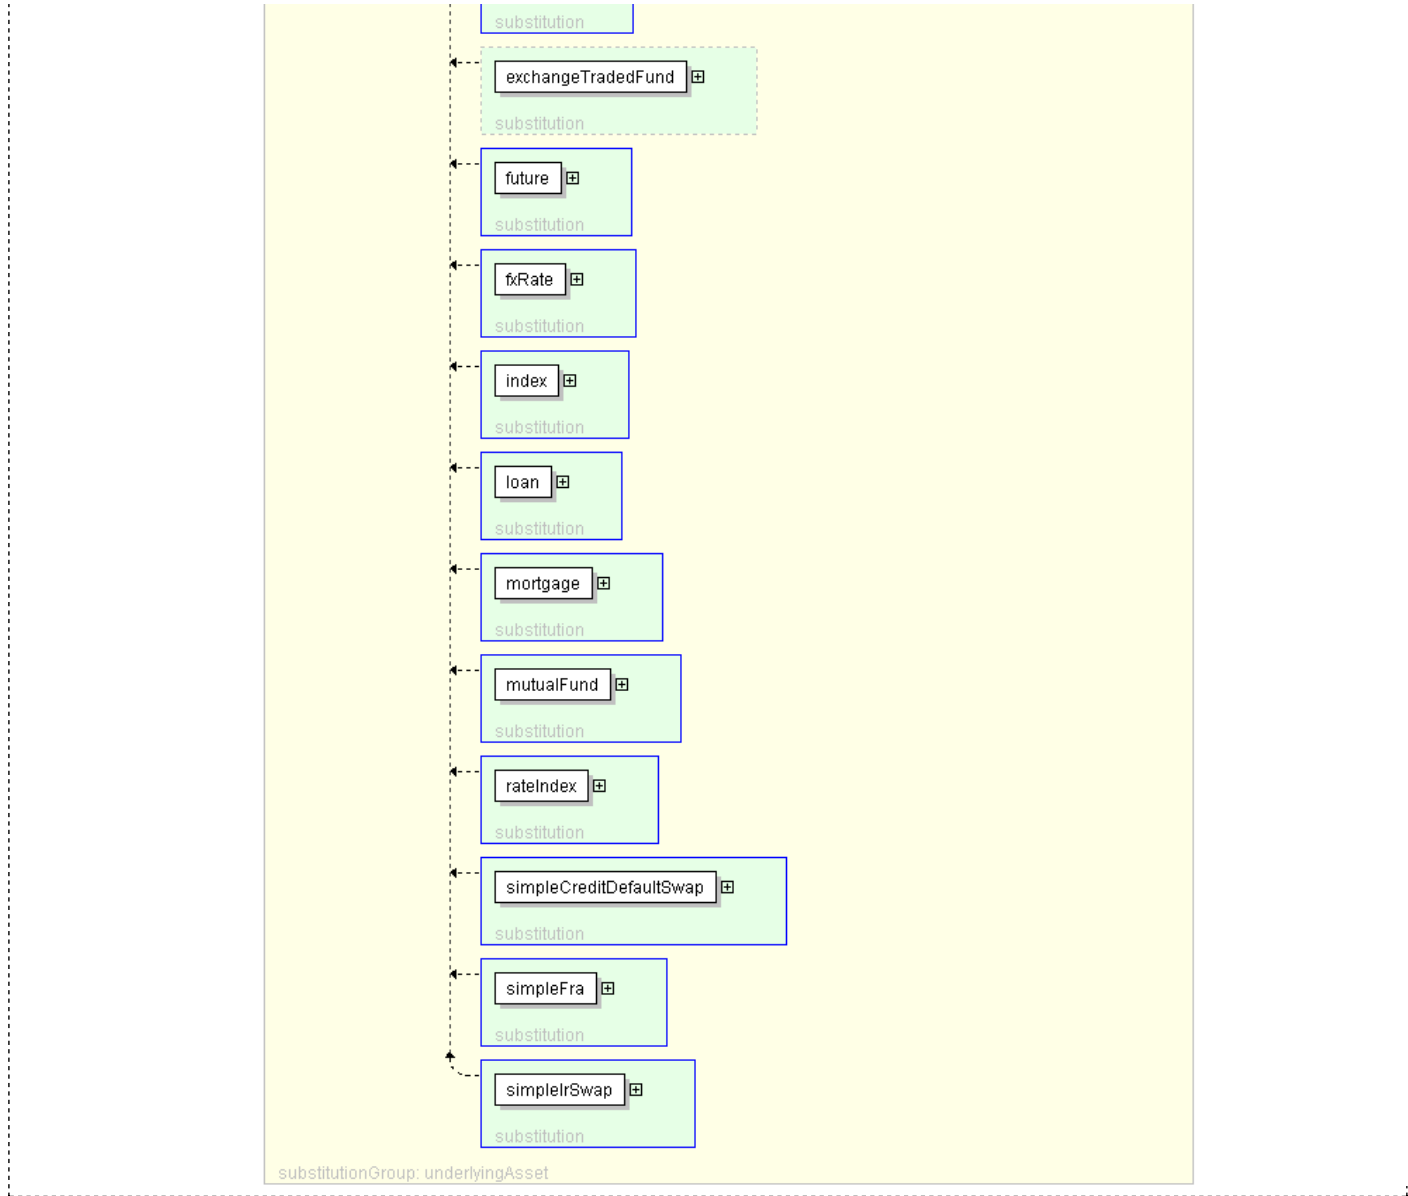 substitution
exchangeTradedFund
substitution
future
substitution
fxRate
substitution
index
substitution
loan
substitution
mortgage
substitution
mutualFund
substitution
rateIndex
substitution
simpleCreditDefaultSwap
substitution
simpleFra
substitution
simpleIrSwap
substitution
substitutionGroup: underlyingAsset